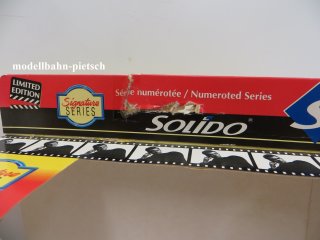 modellbahn-pietsch
LIMITED
EDITION
Signature
SERIES
Série numérotée / Numeroted Series
SOLIDO